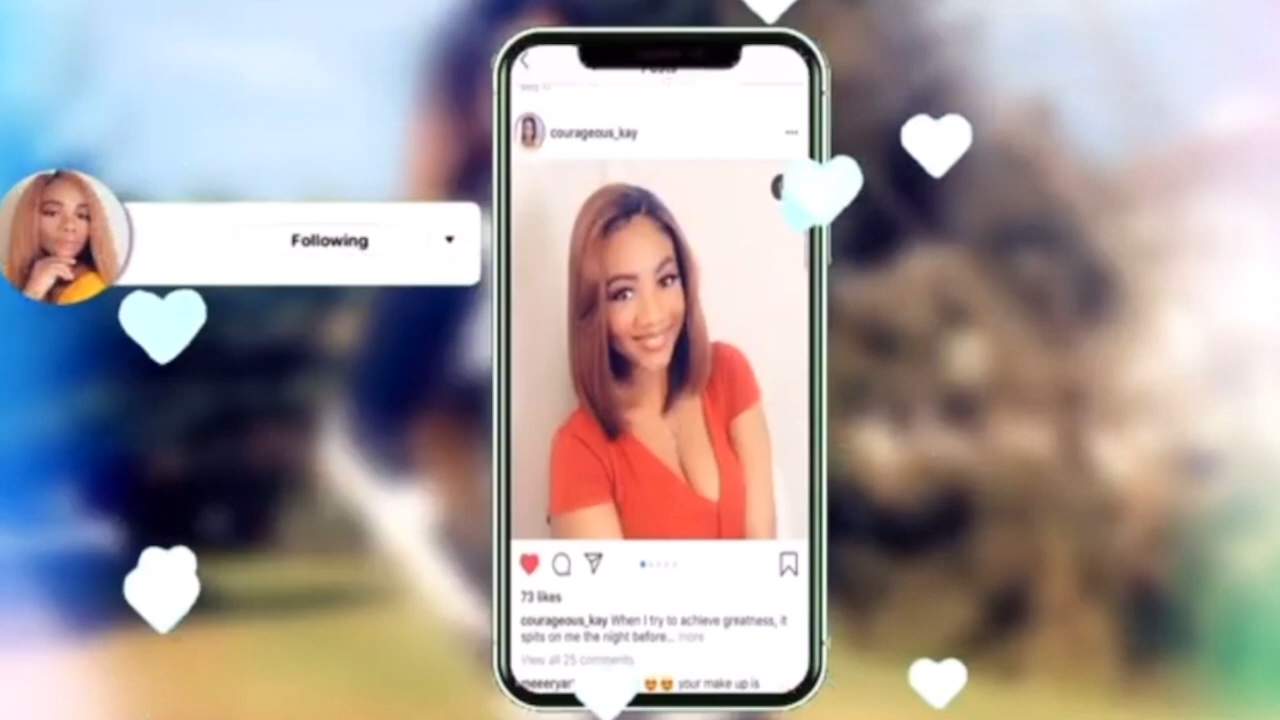 Posts
courageous_kay
Following
73 likes
courageous_kay When I try to achieve greatness, it
spits on me the night before... more
View all 25 comments
😍😍 your make up is